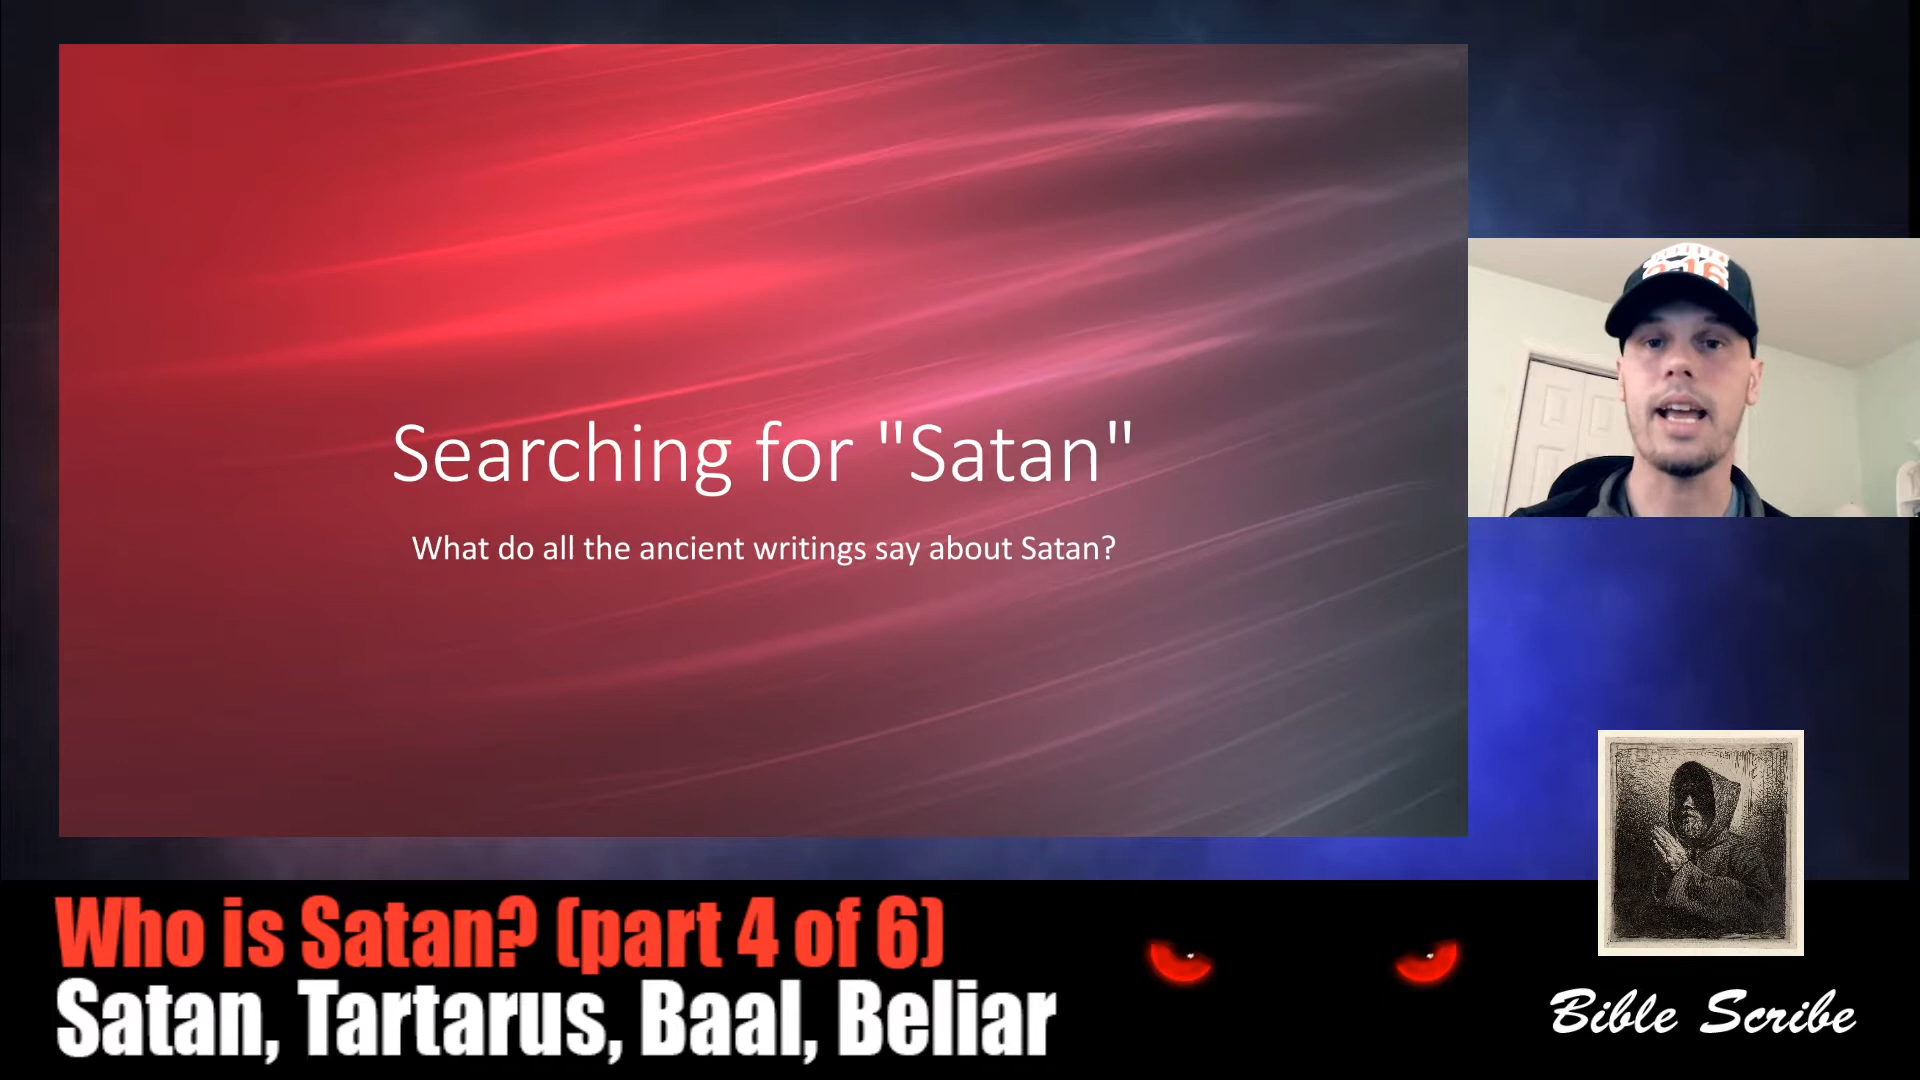 Searching for "Satan"
What do all the ancient writings say about Satan?
Who is Satan? (part 4 of 6)
Satan, Tartarus, Baal, Beliar
Bible Scribe